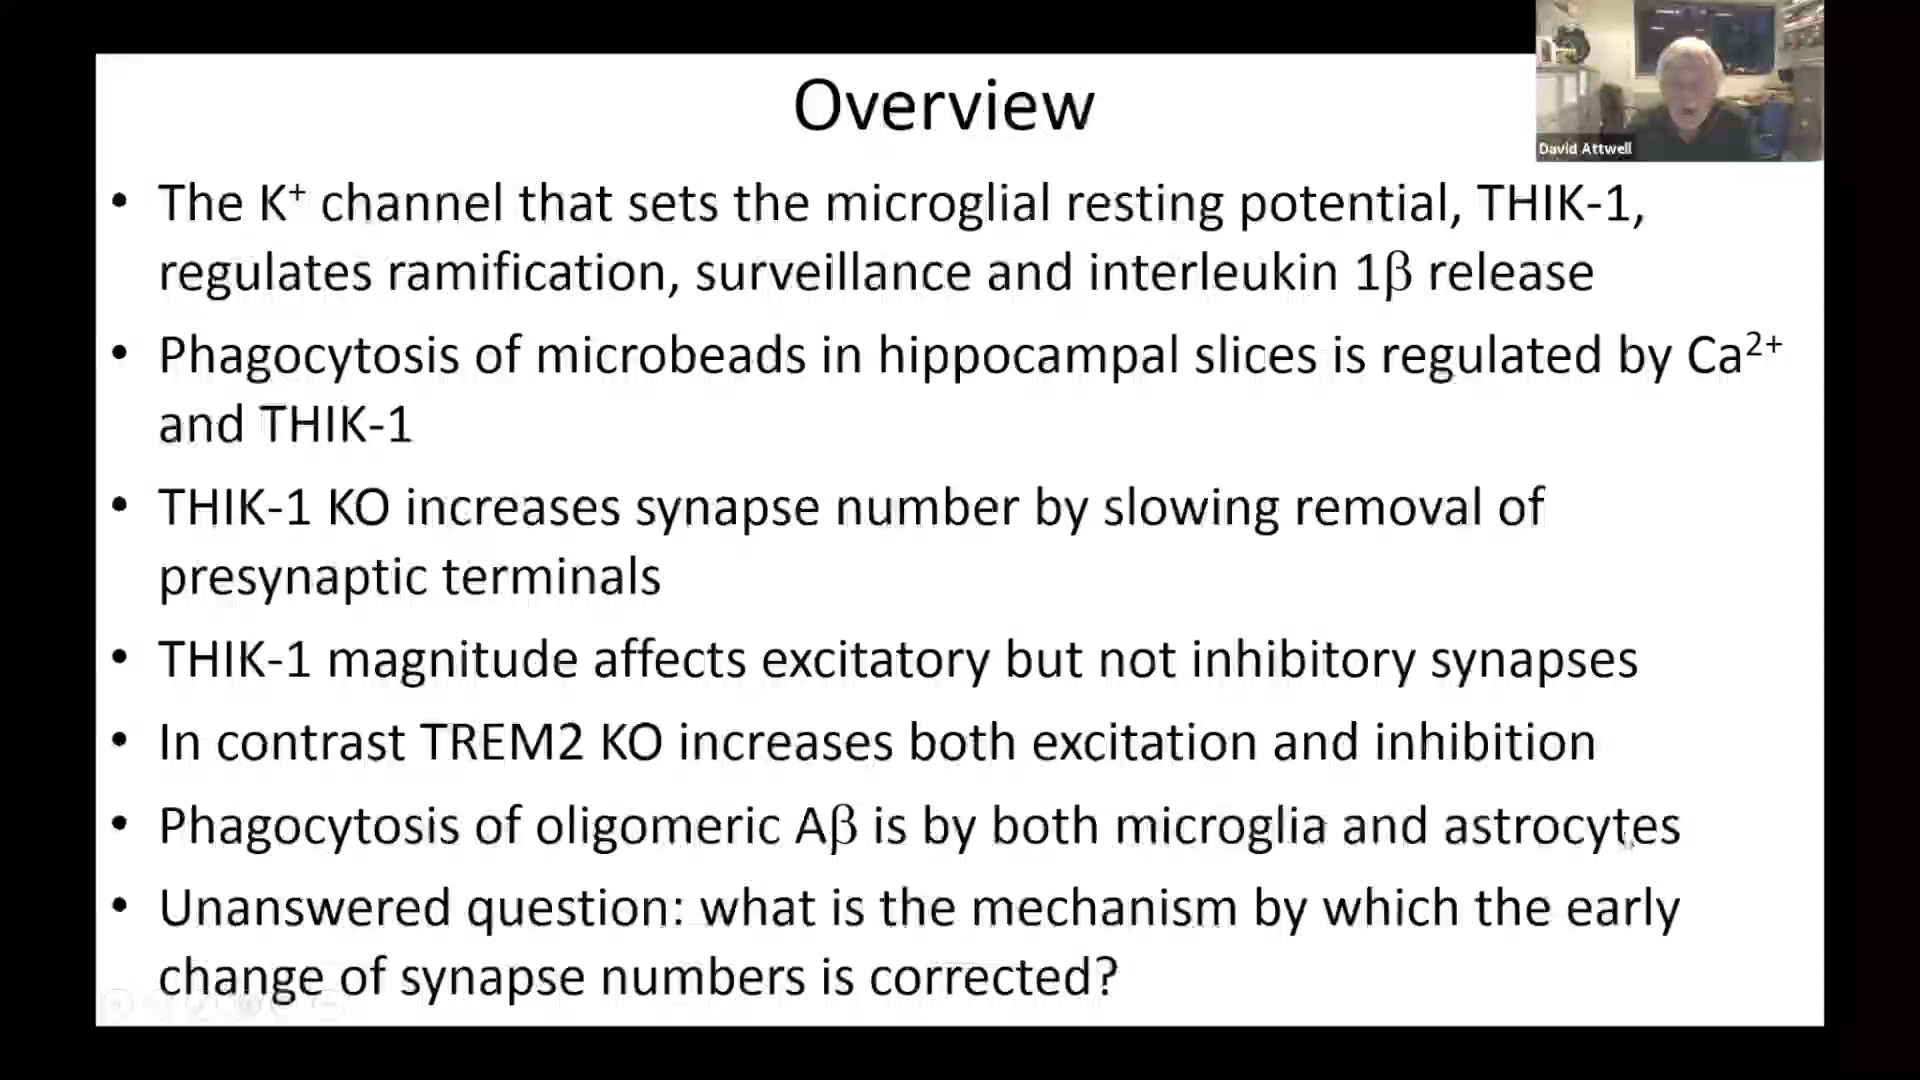 Overview
David Attwell
• The K⁺ channel that sets the microglial resting potential, THIK-1,
regulates ramification, surveillance and interleukin 1β release
• Phagocytosis of microbeads in hippocampal slices is regulated by Ca²⁺
and THIK-1
• THIK-1 KO increases synapse number by slowing removal of
presynaptic terminals
• THIK-1 magnitude affects excitatory but not inhibitory synapses
• In contrast TREM2 KO increases both excitation and inhibition
• Phagocytosis of oligomeric Aβ is by both microglia and astrocytes
• Unanswered question: what is the mechanism by which the early
change of synapse numbers is corrected?